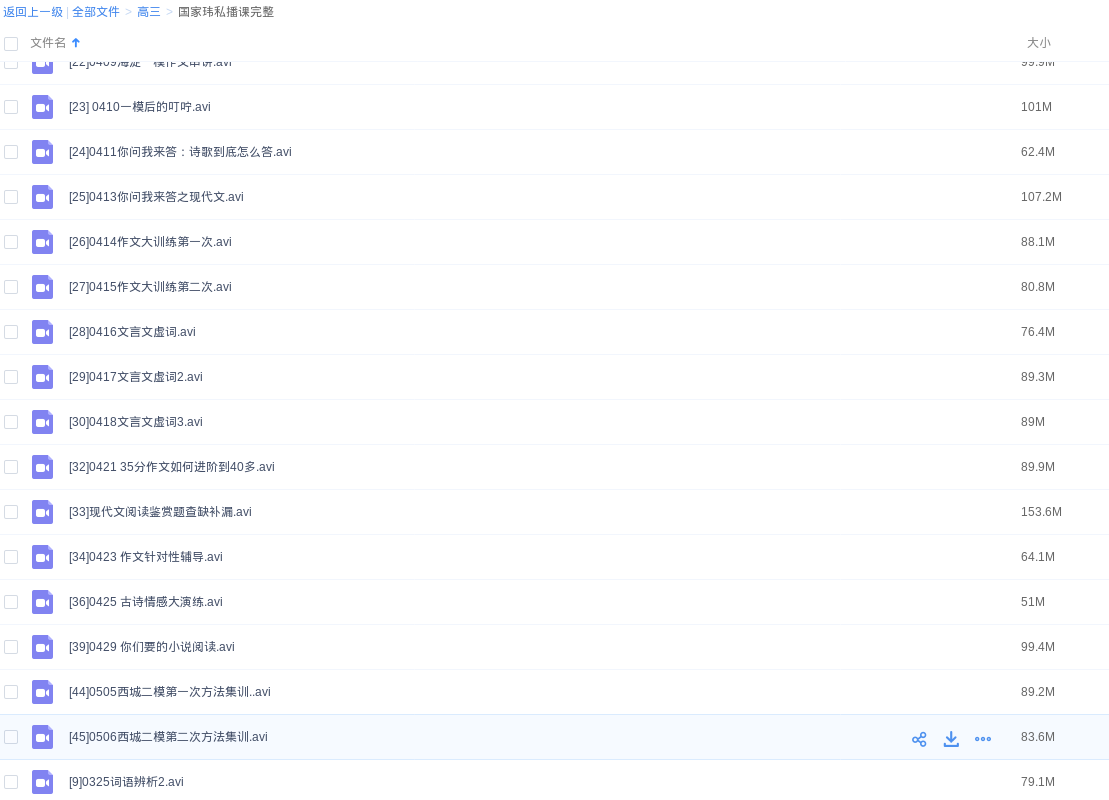 返回上一级 | 全部文件 > 高三 > 国家玮私播课完整
文件名 大小
[22]0409海淀一模作文串讲.avi 99.9M
[23] 0410一模后的叮咛.avi 101M
[24]0411你问我来答：诗歌到底怎么答.avi 62.4M
[25]0413你问我来答之现代文.avi 107.2M
[26]0414作文大训练第一次.avi 88.1M
[27]0415作文大训练第二次.avi 80.8M
[28]0416文言文虚词.avi 76.4M
[29]0417文言文虚词2.avi 89.3M
[30]0418文言文虚词3.avi 89M
[32]0421 35分作文如何进阶到40多.avi 89.9M
[33]现代文阅读鉴赏题查缺补漏.avi 153.6M
[34]0423 作文针对性辅导.avi 64.1M
[36]0425 古诗情感大演练.avi 51M
[39]0429 你们要的小说阅读.avi 99.4M
[44]0505西城二模第一次方法集训..avi 89.2M
[45]0506西城二模第二次方法集训.avi 83.6M
[9]0325词语辨析2.avi 79.1M